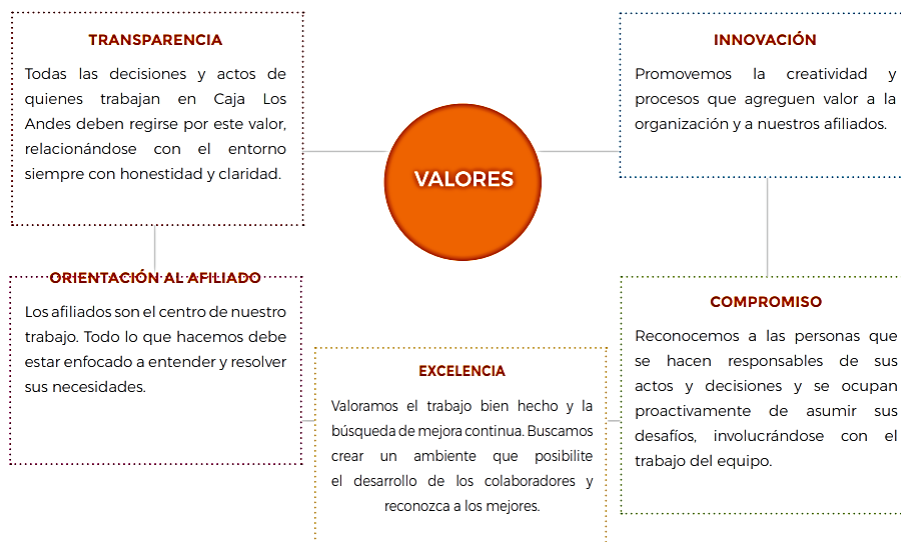 TRANSPARENCIA
Todas las decisiones y actos de
quienes trabajan en Caja Los
Andes deben regirse por este valor,
relacionándose con el entorno
siempre con honestidad y claridad.
VALORES
INNOVACIÓN
Promovemos la creatividad y
procesos que agreguen valor a la
organización y a nuestros afiliados.
ORIENTACIÓN AL AFILIADO
Los afiliados son el centro de nuestro
trabajo. Todo lo que hacemos debe
estar enfocado a entender y resolver
sus necesidades.
EXCELENCIA
Valoramos el trabajo bien hecho y la
búsqueda de mejora continua. Buscamos
crear un ambiente que posibilite
el desarrollo de los colaboradores y
reconozca a los mejores.
COMPROMISO
Reconocemos a las personas que
se hacen responsables de sus
actos y decisiones y se ocupan
proactivamente de asumir sus
desafíos, involucrándose con el
trabajo del equipo.